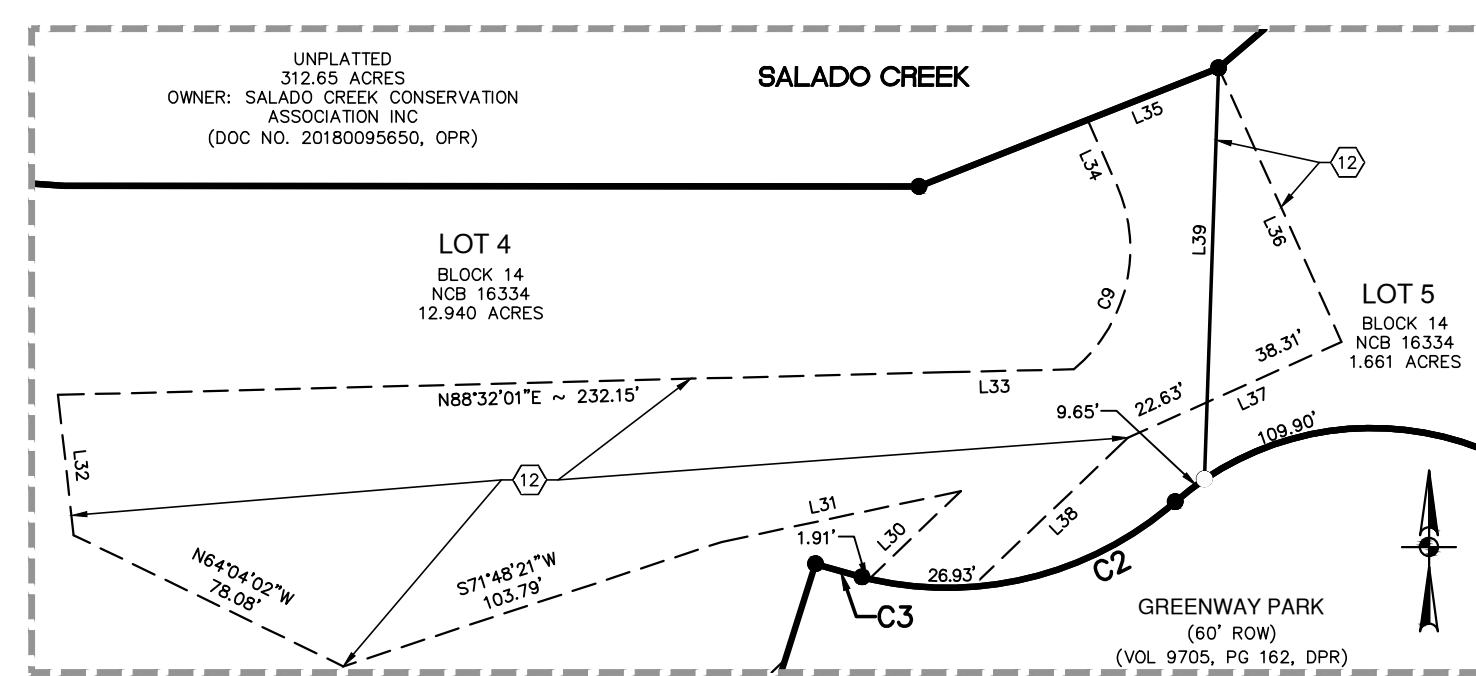 UNPLATTED
312.65 ACRES
OWNER: SALADO CREEK CONSERVATION
ASSOCIATION INC
(DOC NO. 20180095650, OPR)
SALADO CREEK
L35
L34
12
L36
L39
C9
LOT 4
BLOCK 14
NCB 16334
12.940 ACRES
LOT 5
BLOCK 14
NCB 16334
1.661 ACRES
38.31'
L37
22.63'
9.65'
109.90'
L33
N88°32'01"E ~ 232.15'
L32
12
L31
L30
1.91'
L38
26.93'
C2
C3
N64°04'02"W
78.08'
S71°48'21"W
103.79'
GREENWAY PARK
(60' ROW)
(VOL 9705, PG 162, DPR)